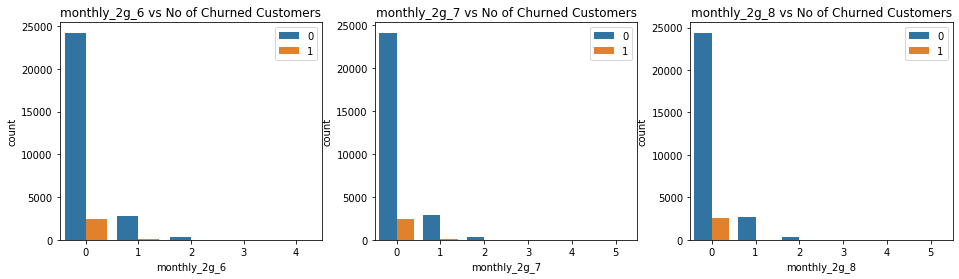 monthly_2g_6 vs No of Churned Customers
25000
20000
15000
10000
5000
0
count
0 1 2 3 4
monthly_2g_6
0
1
monthly_2g_7 vs No of Churned Customers
25000
20000
15000
10000
5000
0
count
0 1 2 3 4 5
monthly_2g_7
0
1
monthly_2g_8 vs No of Churned Customers
25000
20000
15000
10000
5000
0
count
0 1 2 3 4 5
monthly_2g_8
0
1